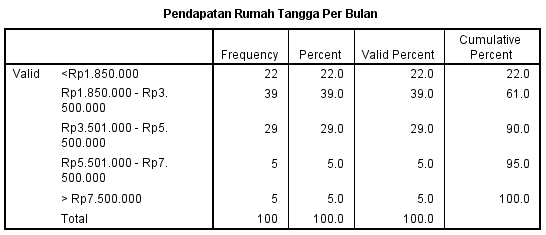 Pendapatan Rumah Tangga Per Bulan
Frequency Percent Valid Percent Cumulative Percent
Valid <Rp1.850.000 22 22.0 22.0 22.0
Rp1.850.000 - Rp3.
500.000 39 39.0 39.0 61.0
Rp3.501.000 - Rp5.
500.000 29 29.0 29.0 90.0
Rp5.501.000 - Rp7.
500.000 5 5.0 5.0 95.0
> Rp7.500.000 5 5.0 5.0 100.0
Total 100 100.0 100.0